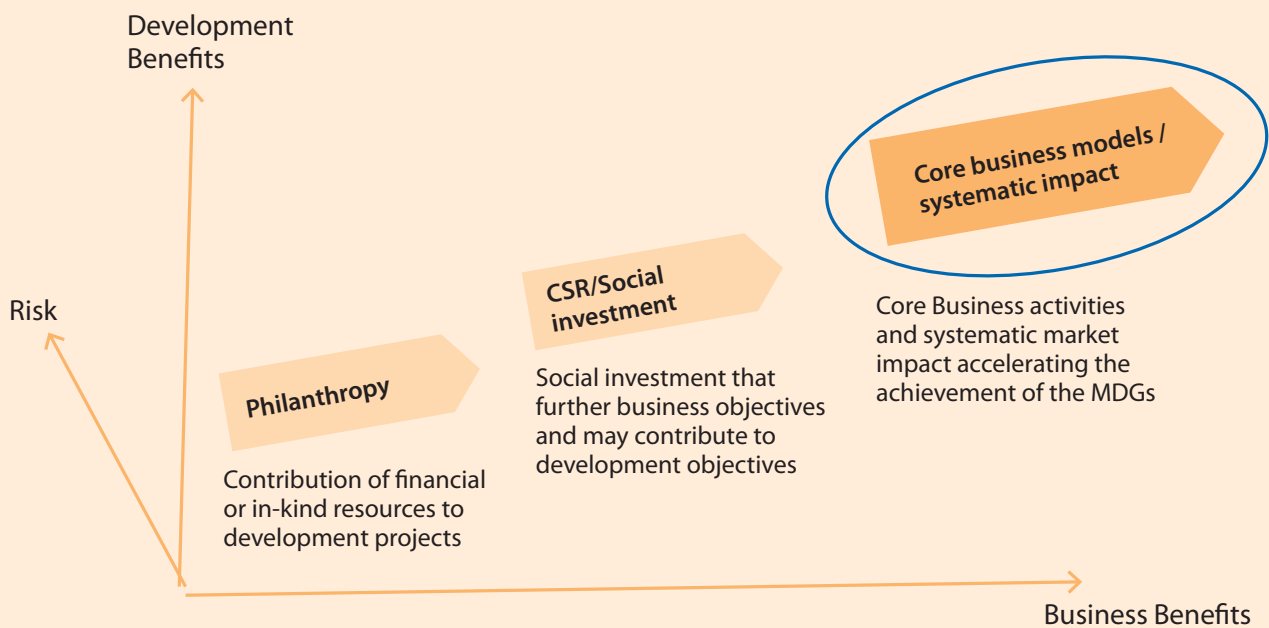 Development
Benefits
Core business models /
systematic impact
CSR/Social
investment
Risk
Core Business activities
and systematic market
impact accelerating the
achievement of the MDGs
Philanthropy
Social investment that
further business objectives
and may contribute to
development objectives
Contribution of financial
or in-kind resources to
development projects
Business Benefits